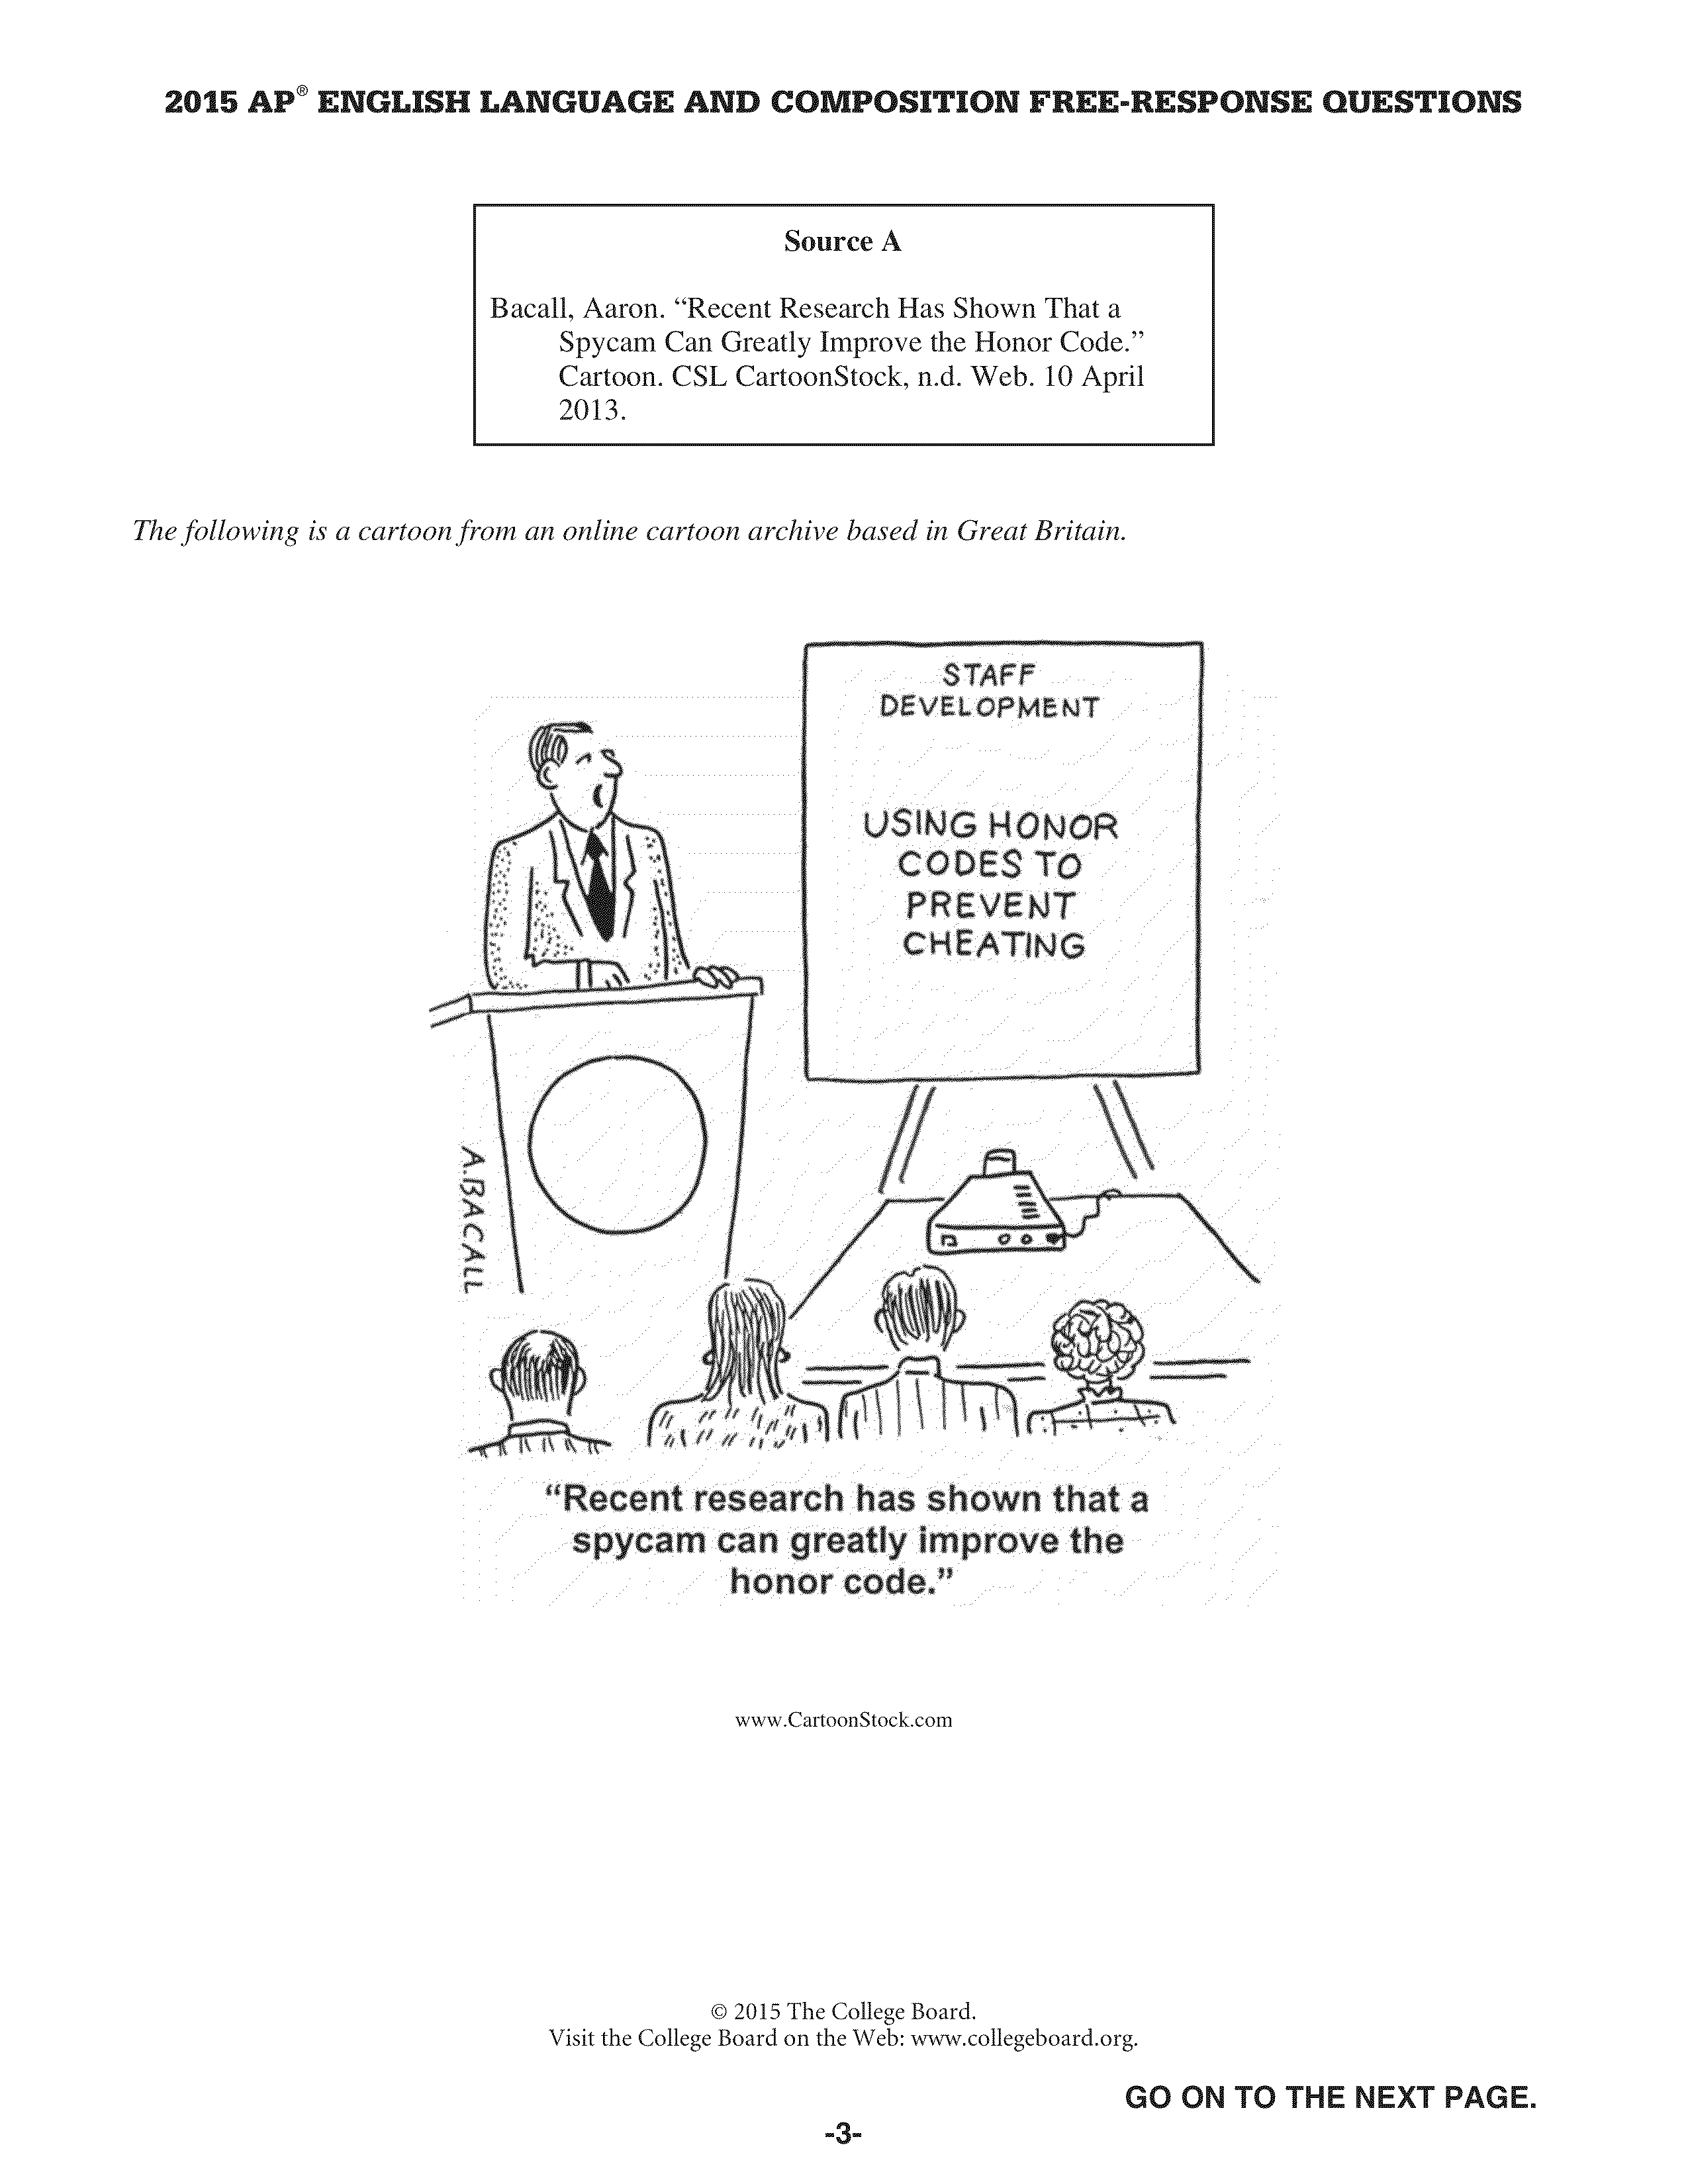 2015 AP® ENGLISH LANGUAGE AND COMPOSITION FREE-RESPONSE QUESTIONS
Source A
Bacall, Aaron. “Recent Research Has Shown That a
Spycam Can Greatly Improve the Honor Code.”
Cartoon. CSL CartoonStock, n.d. Web. 10 April
2013.
The following is a cartoon from an online cartoon archive based in Great Britain.
STAFF
DEVELOPMENT
USING HONOR
CODES TO
PREVENT
CHEATING
A.BACALL
“Recent research has shown that a
spycam can greatly improve the
honor code.”
www.CartoonStock.com
© 2015 The College Board.
Visit the College Board on the Web: www.collegeboard.org.
GO ON TO THE NEXT PAGE.
-3-